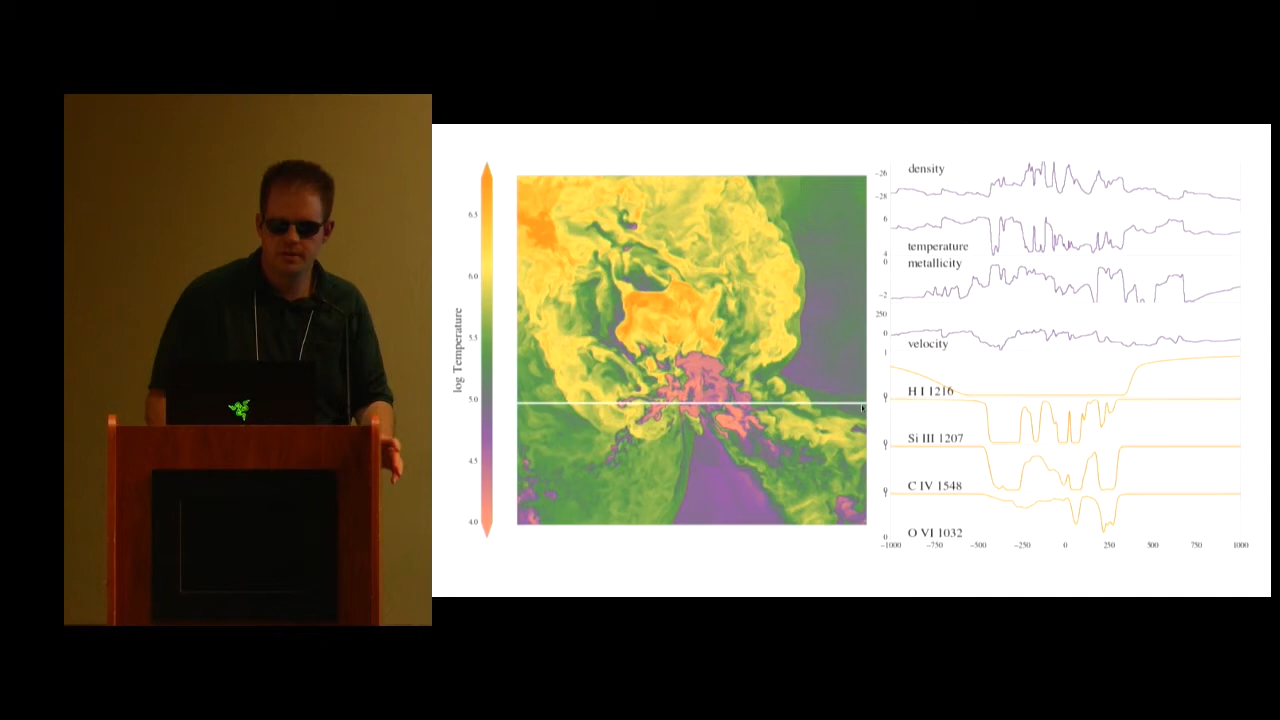 log Temperature
6.5
6.0
5.5
5.0
4.5
4.0
density
-26
-28
6
temperature
4
metallicity
0
-2
250
0
velocity
1
H I 1216
0
Si III 1207
0
C IV 1548
0
O VI 1032
0
-1000 -750 -500 -250 0 250 500 750 1000